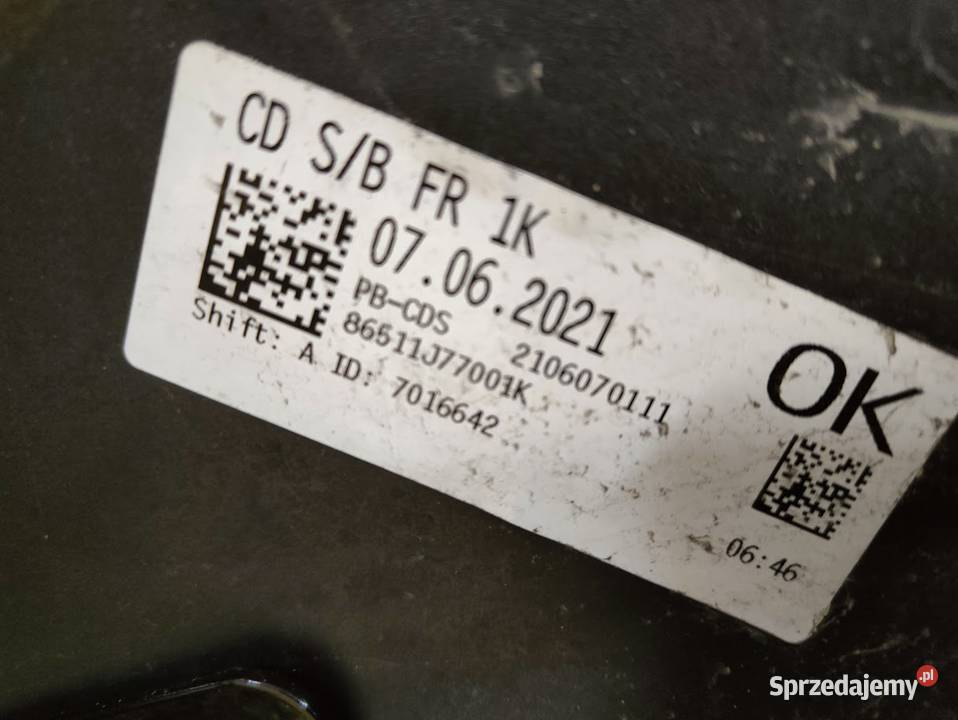 CD S/B FR 1K
07.06.2021
PB-CDS 2106070111
86511J77001K
Shift: A ID: 7016642
OK
06:46
Sprzedajemy.pl